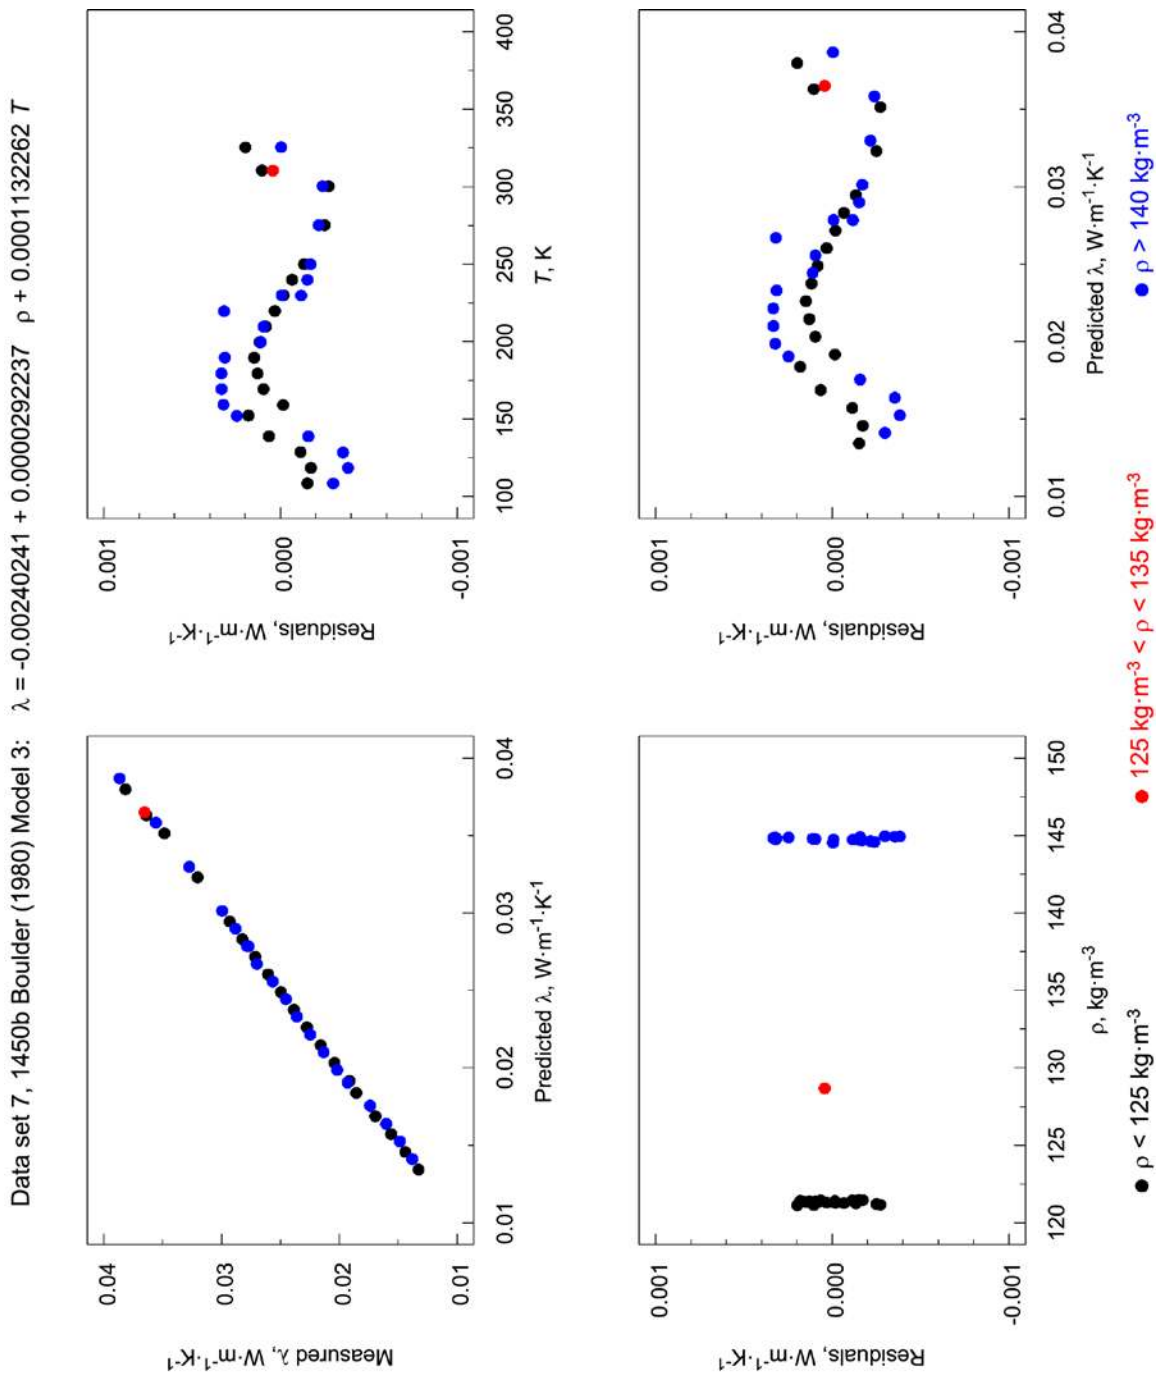 Data set 7, 1450b Boulder (1980) Model 3: λ = -0.00240241 + 0.0000292237 ρ + 0.0001132262 T
Measured λ, W·m⁻¹·K⁻¹
0.04
0.03
0.02
0.01
0.01 0.02 0.03 0.04
Predicted λ, W·m⁻¹·K⁻¹
Residuals, W·m⁻¹·K⁻¹
0.001
0.000
-0.001
100 150 200 250 300 350 400
T, K
Residuals, W·m⁻¹·K⁻¹
0.001
0.000
-0.001
120 125 130 135 140 145 150
ρ, kg·m⁻³
Residuals, W·m⁻¹·K⁻¹
0.001
0.000
-0.001
0.01 0.02 0.03 0.04
Predicted λ, W·m⁻¹·K⁻¹
ρ < 125 kg·m⁻³ 125 kg·m⁻³ < ρ < 135 kg·m⁻³ ρ > 140 kg·m⁻³